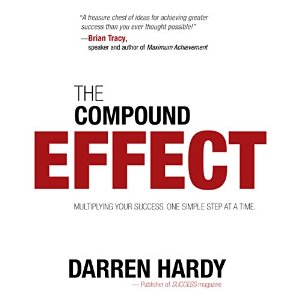 "A treasure chest of ideas for achieving greater
success than you ever thought possible!"
—Brian Tracy,
speaker and author of Maximum Achievement
THE
COMPOUND
EFFECT
MULTIPLYING YOUR SUCCESS. ONE SIMPLE STEP AT A TIME.
DARREN HARDY
— Publisher of SUCCESS magazine